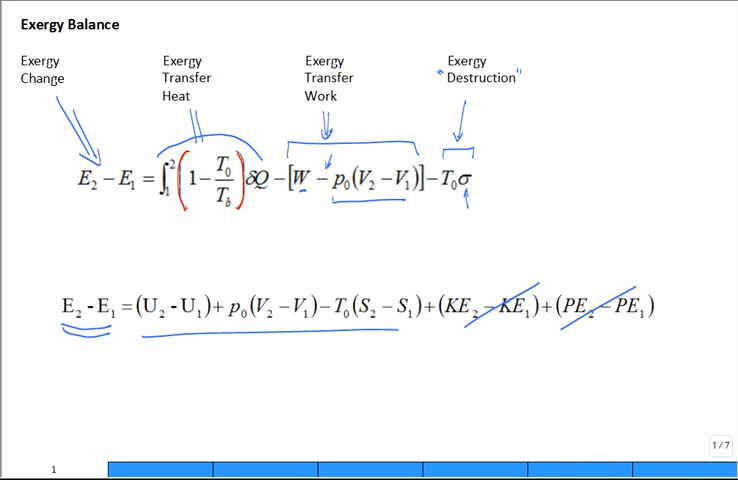 Exergy Balance
Exergy Change
Exergy Transfer Heat
Exergy Transfer Work
Exergy "Destruction"
E₂ − E₁ = ∫₁² (1 − T₀/T_b) δQ − [W − p₀(V₂ − V₁)] − T₀σ
E₂ - E₁ = (U₂ - U₁) + p₀(V₂ − V₁) − T₀(S₂ − S₁) + (KE₂ − KE₁) + (PE₂ − PE₁)
1 / 7
1